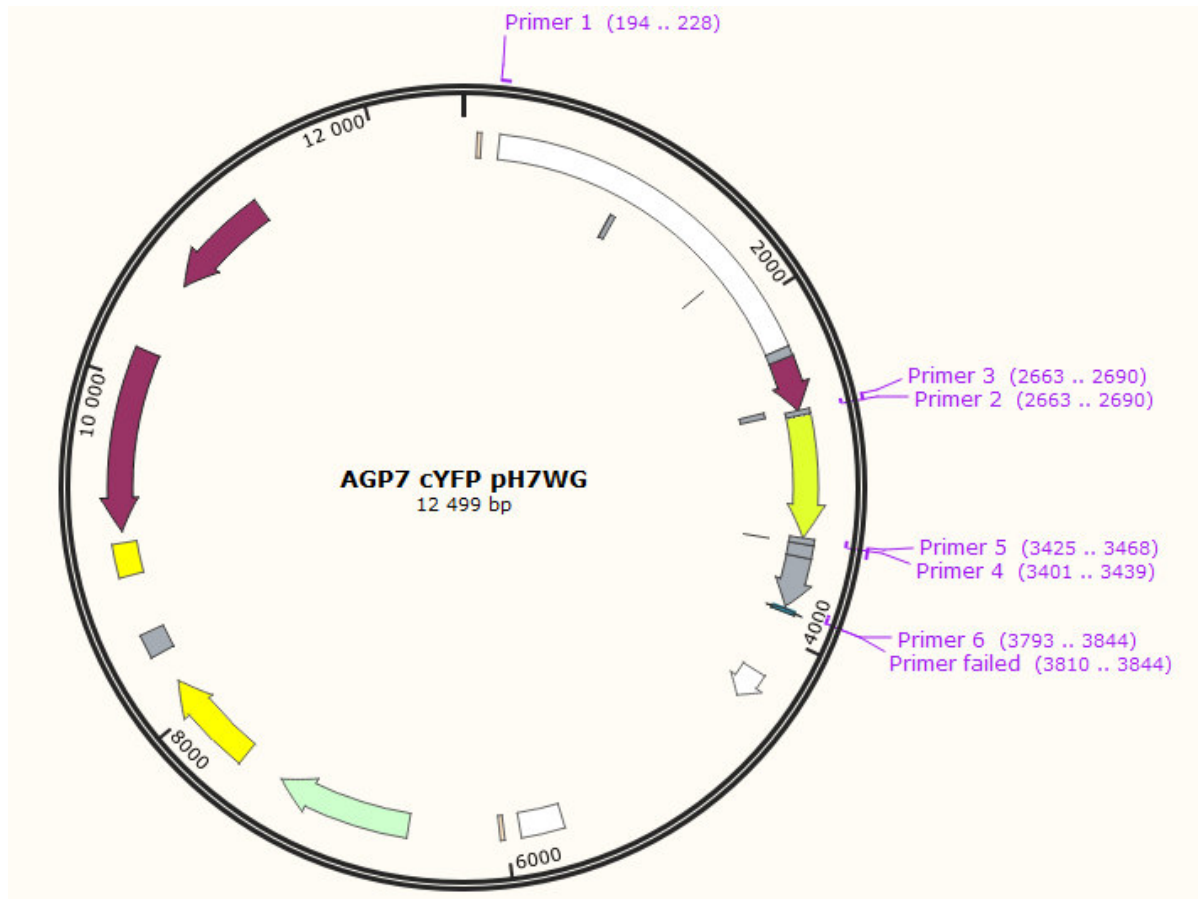 Primer 1  (194 .. 228)
12 000
2000
Primer 3  (2663 .. 2690)
Primer 2  (2663 .. 2690)
10 000
AGP7 cYFP pH7WG
12 499 bp
Primer 5  (3425 .. 3468)
Primer 4  (3401 .. 3439)
4000
Primer 6  (3793 .. 3844)
Primer failed  (3810 .. 3844)
8000
6000